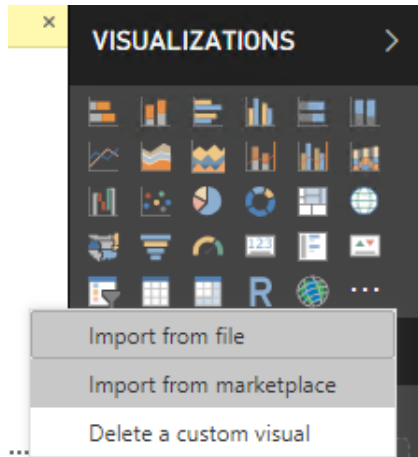 VISUALIZATIONS
123
R
Import from file
Import from marketplace
Delete a custom visual